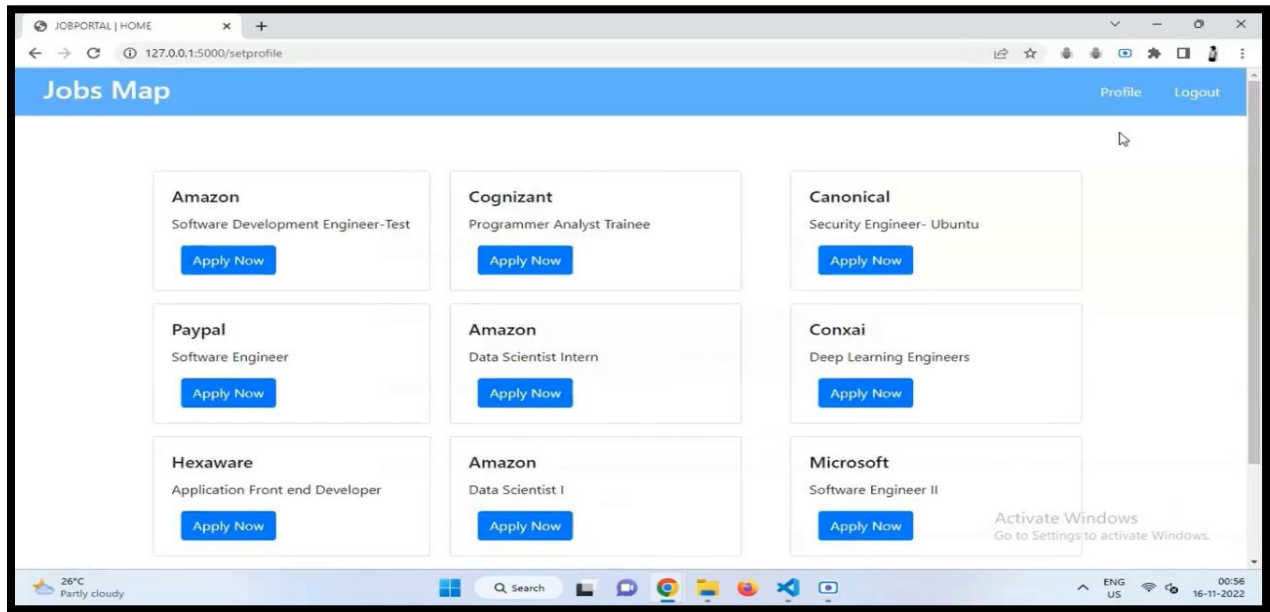 JOBPORTAL | HOME
127.0.0.1:5000/setprofile
Jobs Map
Profile Logout
Amazon
Software Development Engineer-Test
Apply Now
Cognizant
Programmer Analyst Trainee
Apply Now
Canonical
Security Engineer- Ubuntu
Apply Now
Paypal
Software Engineer
Apply Now
Amazon
Data Scientist Intern
Apply Now
Conxai
Deep Learning Engineers
Apply Now
Hexaware
Application Front end Developer
Apply Now
Amazon
Data Scientist I
Apply Now
Microsoft
Software Engineer II
Apply Now
Activate Windows
Go to Settings to activate Windows.
26°C
Partly cloudy
Search
ENG
US
00:56
16-11-2022